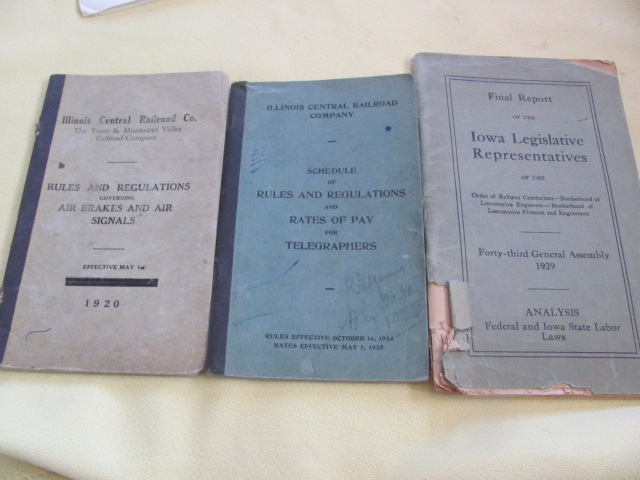 Illinois Central Railroad Co.
The Yazoo & Mississippi Valley
Railroad Company
RULES AND REGULATIONS
GOVERNING
AIR BRAKES AND AIR
SIGNALS
EFFECTIVE MAY 1st
1920
ILLINOIS CENTRAL RAILROAD
COMPANY
SCHEDULE
OF
RULES AND REGULATIONS
AND
RATES OF PAY
FOR
TELEGRAPHERS
RULES EFFECTIVE OCTOBER 16, 1924
RATES EFFECTIVE MAY 1, 1928
Final Report
OF THE
Iowa Legislative
Representatives
OF THE
Order of Railway Conductors—Brotherhood of
Locomotive Engineers—Brotherhood of
Locomotive Firemen and Enginemen
Forty-third General Assembly
1929
ANALYSIS
Federal and Iowa State Labor
Laws